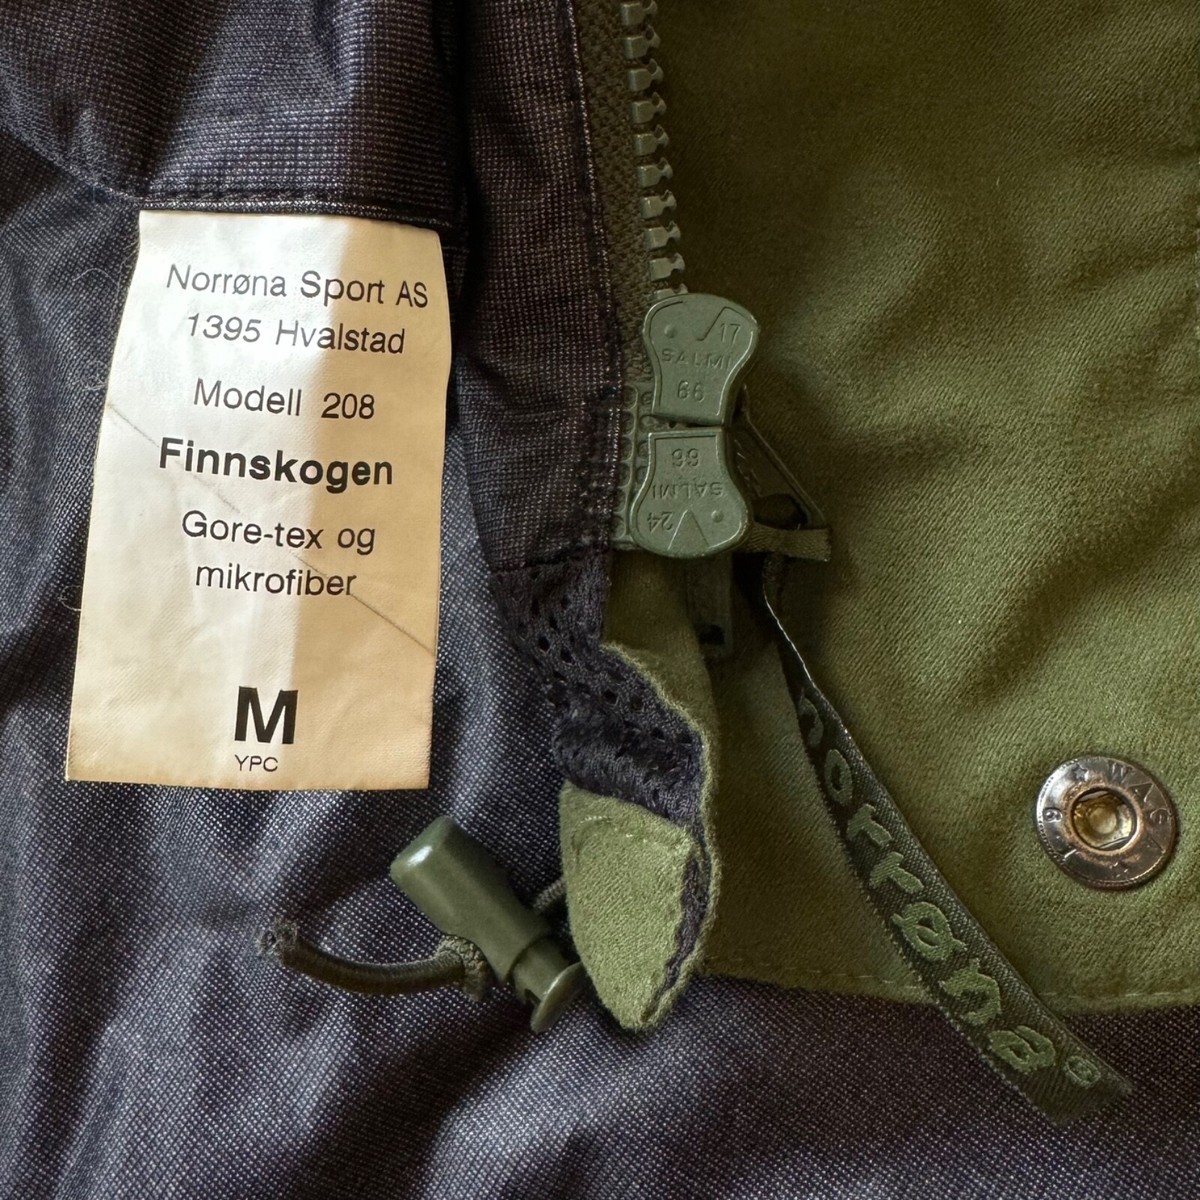 Norrøna Sport AS
1395 Hvalstad
Modell 208
Finnskogen
Gore-tex og
mikrofiber
M
YPC
17
SALMI
66
66
SALMI
24
norrøna®